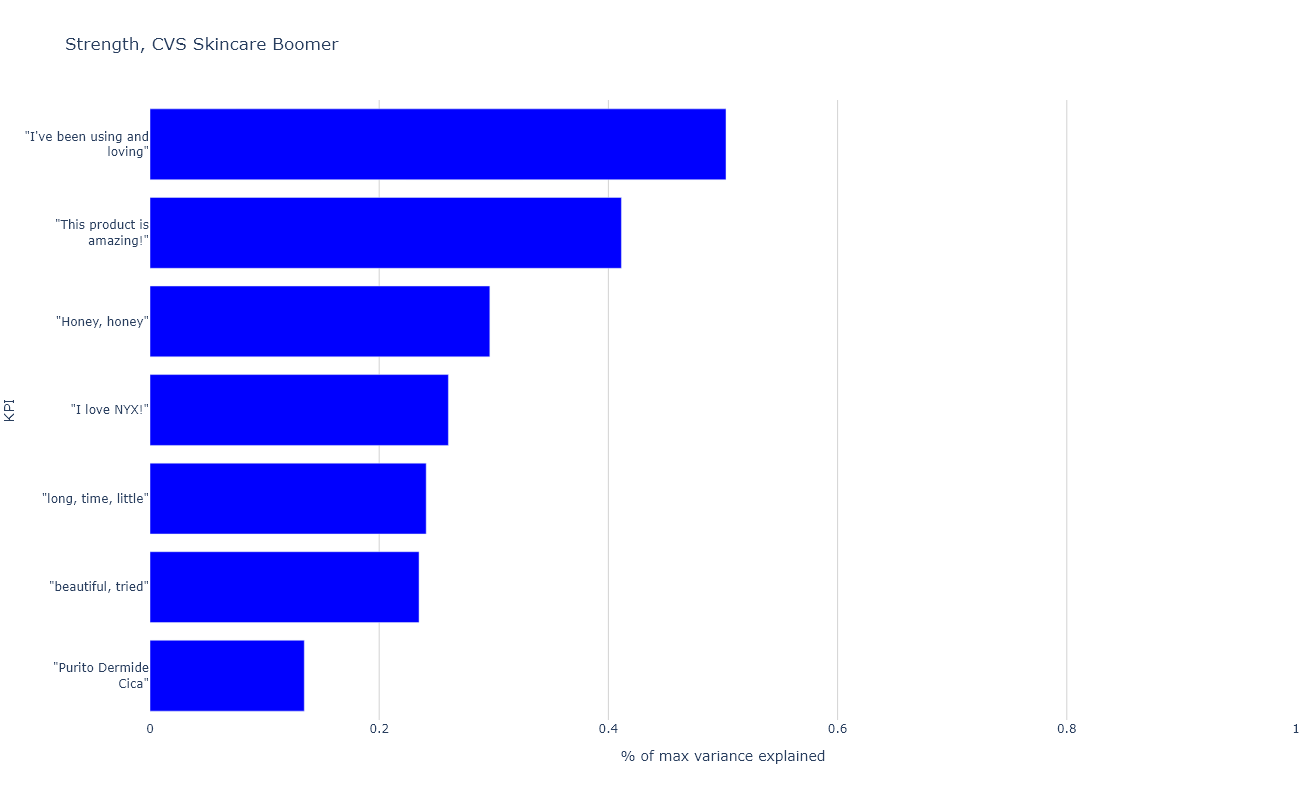 Strength, CVS Skincare Boomer
"I've been using and
loving"
"This product is
amazing!"
"Honey, honey"
"I love NYX!"
"long, time, little"
"beautiful, tried"
"Purito Dermide
Cica"
KPI
0
0.2
0.4
0.6
0.8
1
% of max variance explained